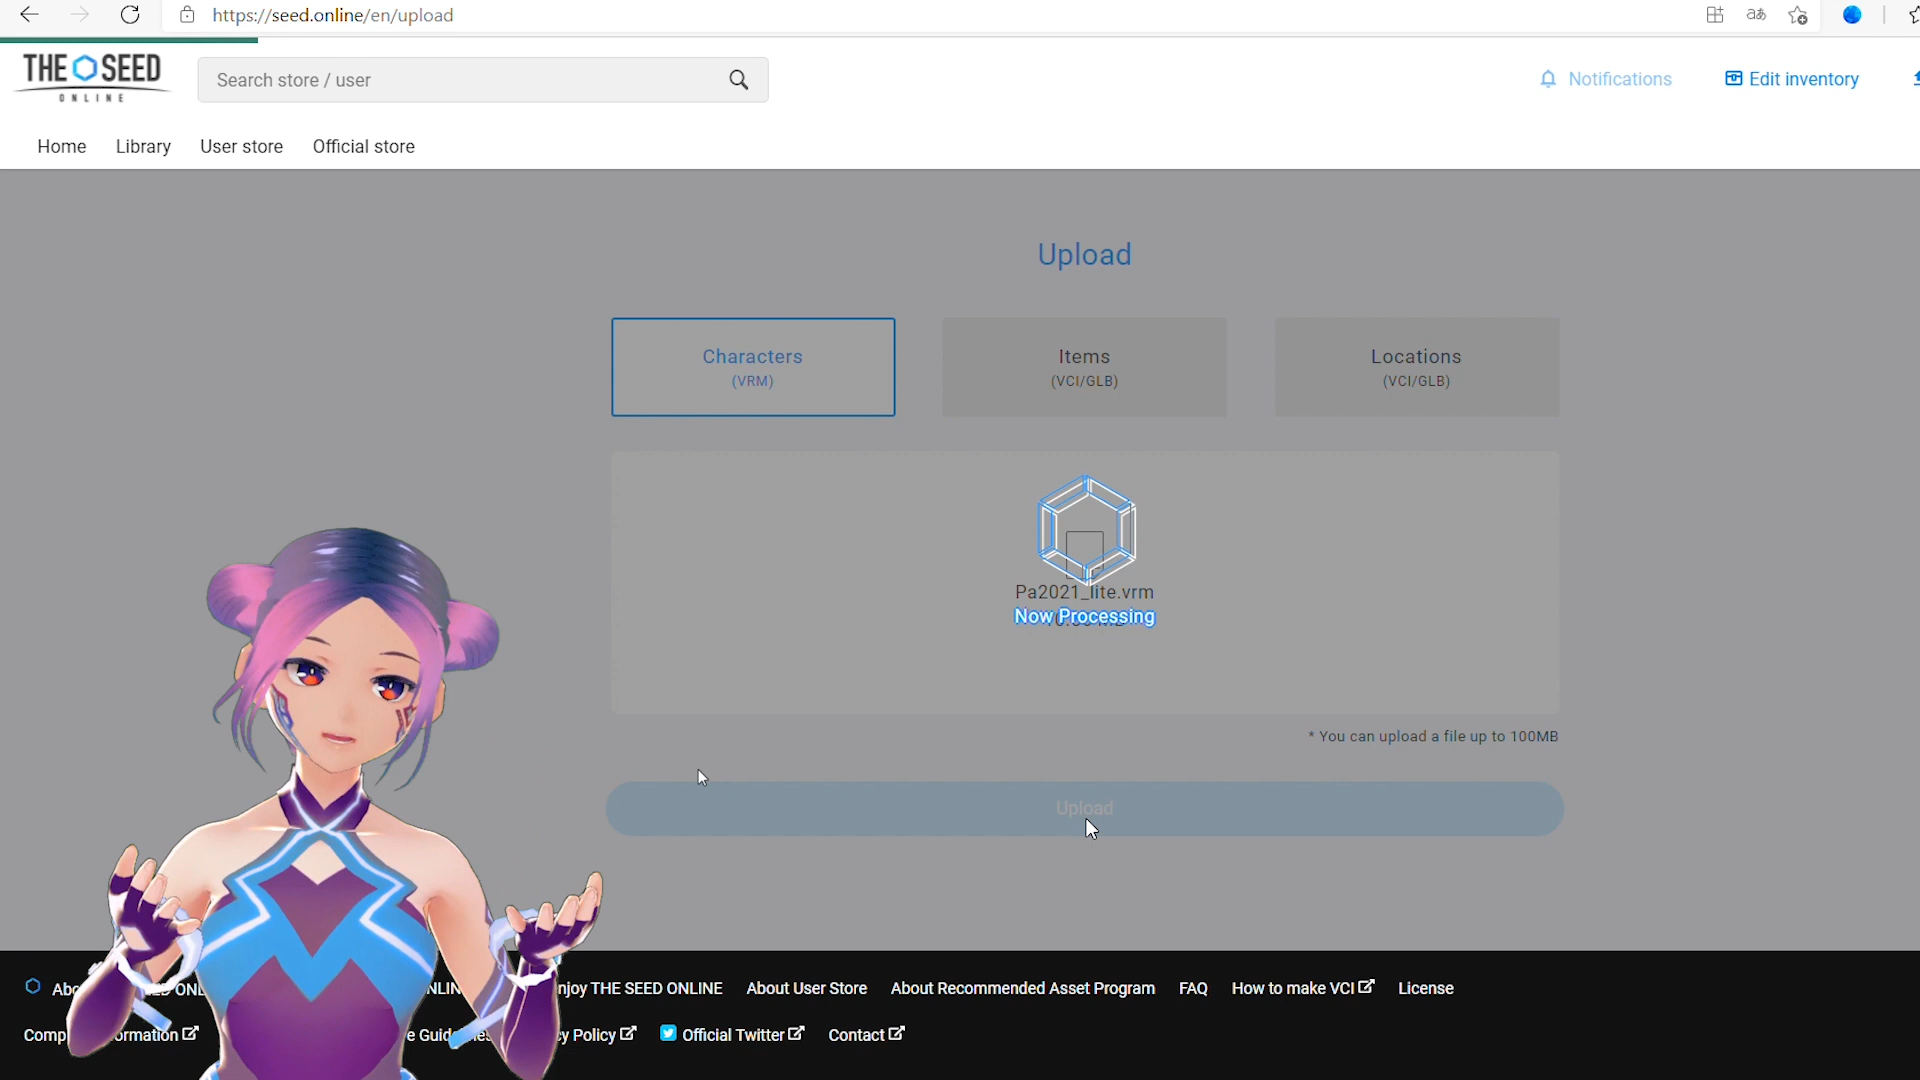 https://seed.online/en/upload
aあ
THE SEED
ONLINE
Search store / user
Notifications
Edit inventory
Home
Library
User store
Official store
Upload
Characters
(VRM)
Items
(VCI/GLB)
Locations
(VCI/GLB)
Pa2021_lite.vrm
Now Processing
* You can upload a file up to 100MB
Upload
njoy THE SEED ONLINE
About User Store
About Recommended Asset Program
FAQ
How to make VCI
License
Official Twitter
Contact